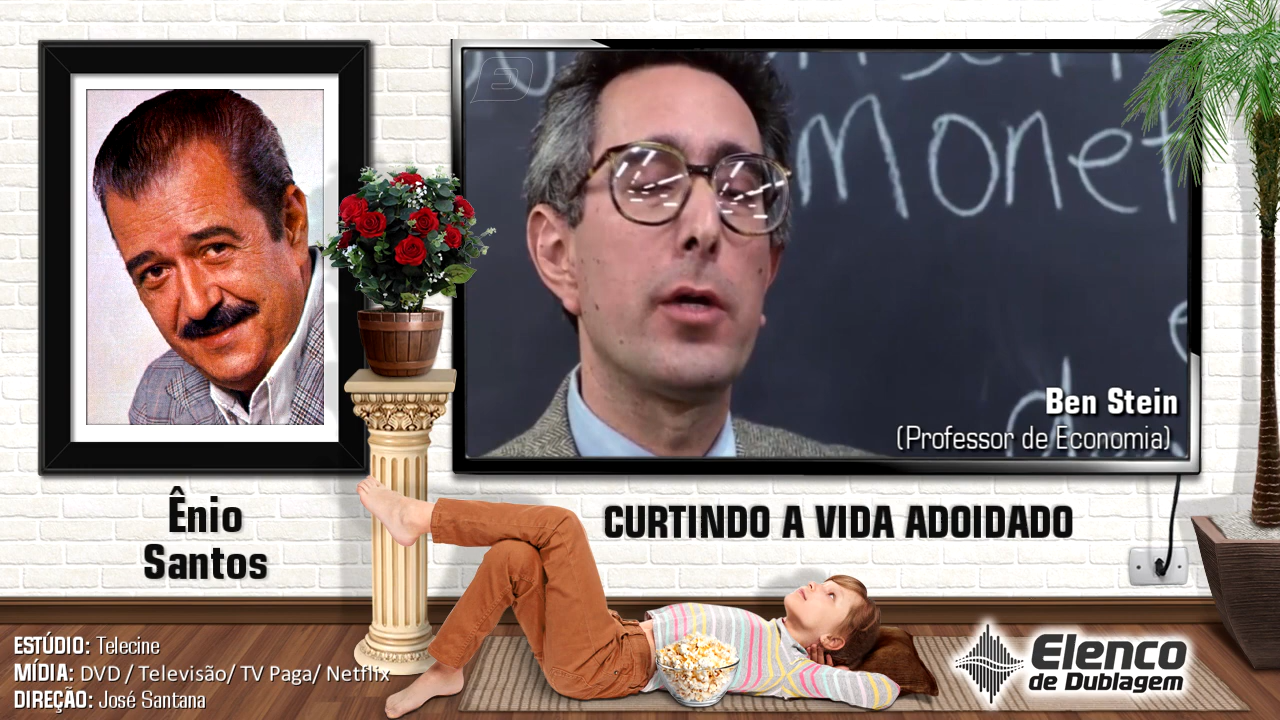 Monet
Ben Stein
(Professor de Economia)
Ênio
Santos
CURTINDO A VIDA ADOIDADO
ESTÚDIO: Telecine
MÍDIA: DVD / Televisão/ TV Paga/ Netflix
DIREÇÃO: José Santana
Elenco
de Dublagem